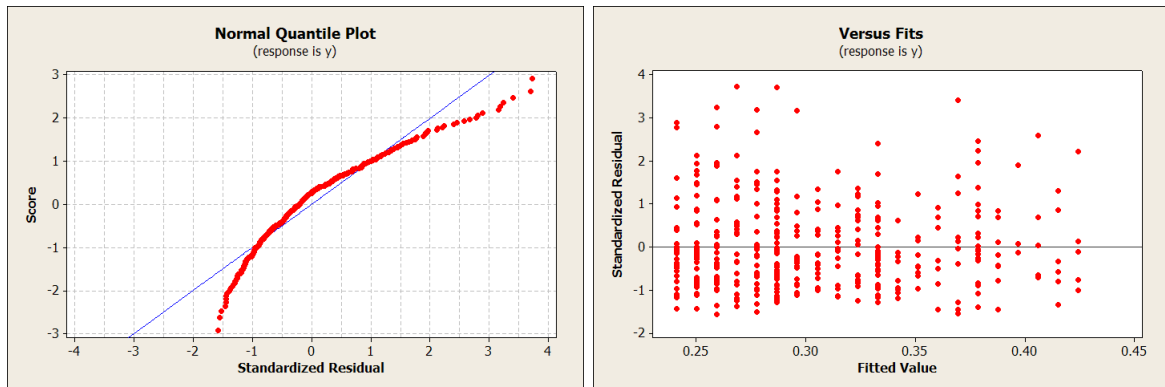 Normal Quantile Plot
(response is y)
3
2
1
0
-1
-2
-3
Score
-4 -3 -2 -1 0 1 2 3 4
Standardized Residual
Versus Fits
(response is y)
4
3
2
1
0
-1
-2
Standardized Residual
0.25 0.30 0.35 0.40 0.45
Fitted Value